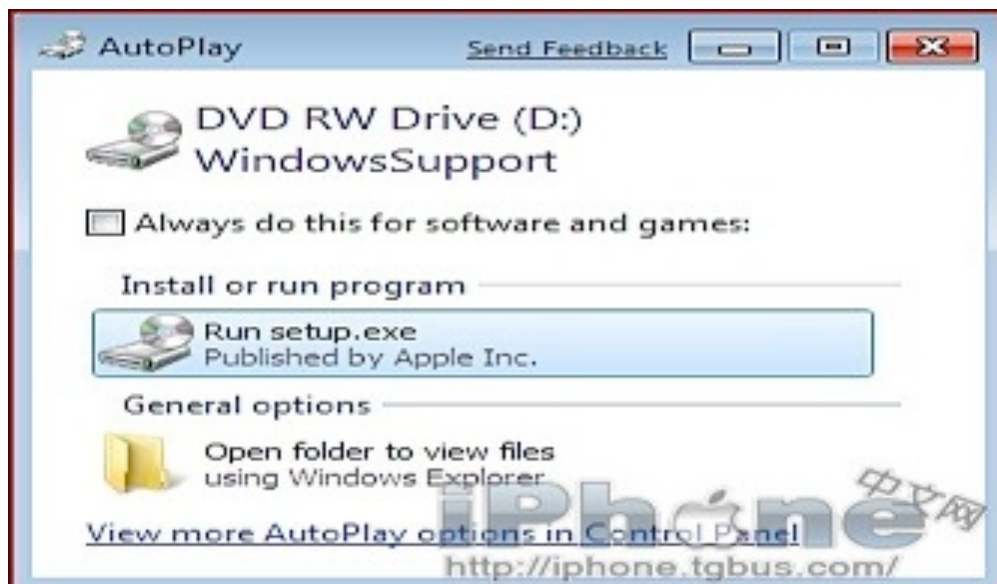 AutoPlay Send Feedback
DVD RW Drive (D:)
WindowsSupport
Always do this for software and games:
Install or run program
Run setup.exe
Published by Apple Inc.
General options
Open folder to view files
using Windows Explorer
View more AutoPlay options in Control Panel
iPhone 中文网
http://iphone.tgbus.com/